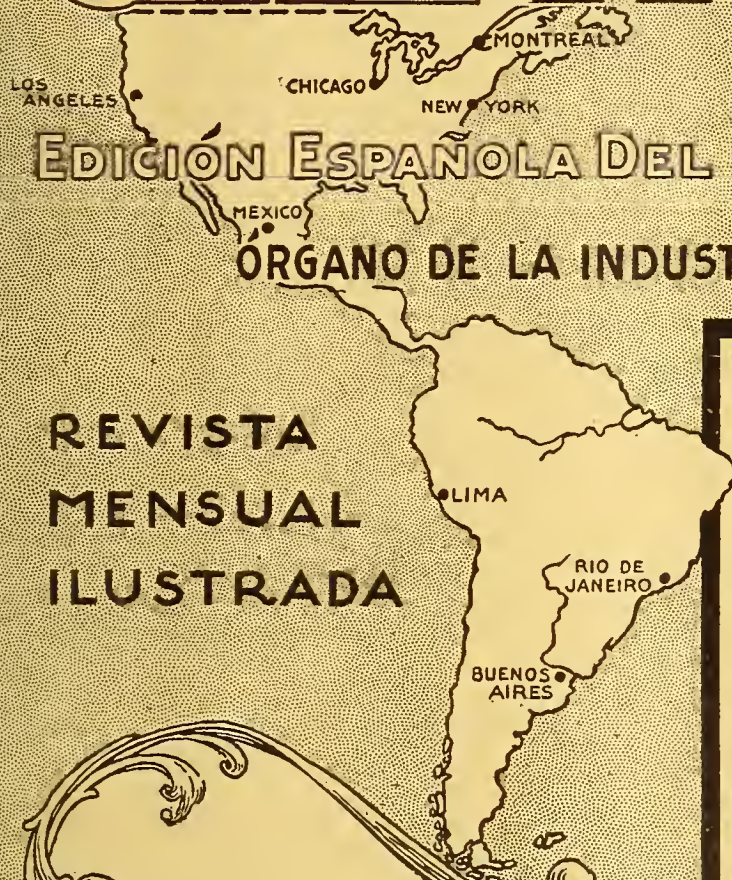 MONTREAL
LOS
ANGELES
CHICAGO
NEW YORK
EDICION ESPAÑOLA DEL
MEXICO
ÓRGANO DE LA INDUST
REVISTA
MENSUAL
LIMA
ILUSTRADA
RIO DE
JANEIRO
BUENOS
AIRES